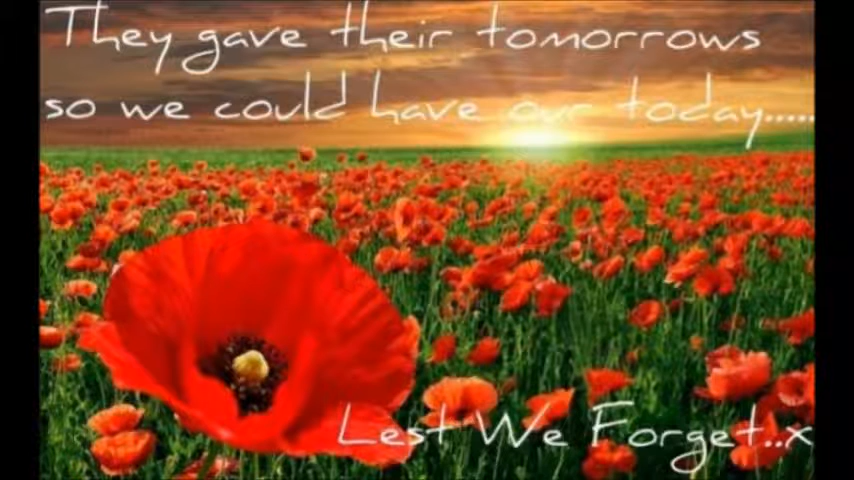 They gave their tomorrows
so we could have our today.....
Lest We Forget..x